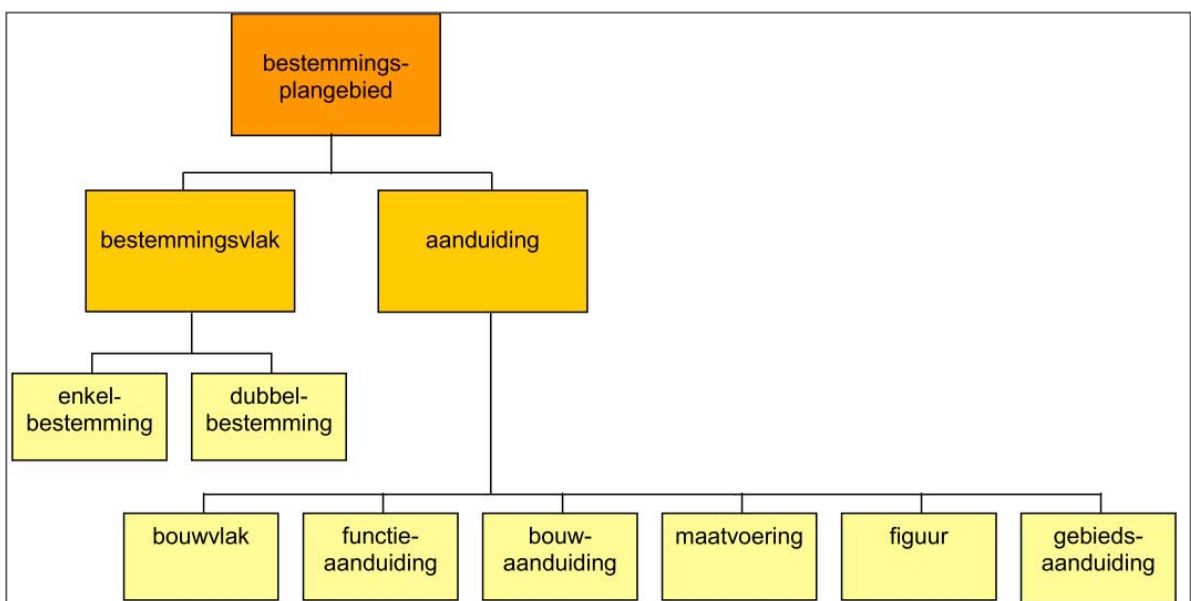 bestemmings-
plangebied
bestemmingsvlak
aanduiding
enkel-
bestemming
dubbel-
bestemming
bouwvlak
functie-
aanduiding
bouw-
aanduiding
maatvoering
figuur
gebieds-
aanduiding